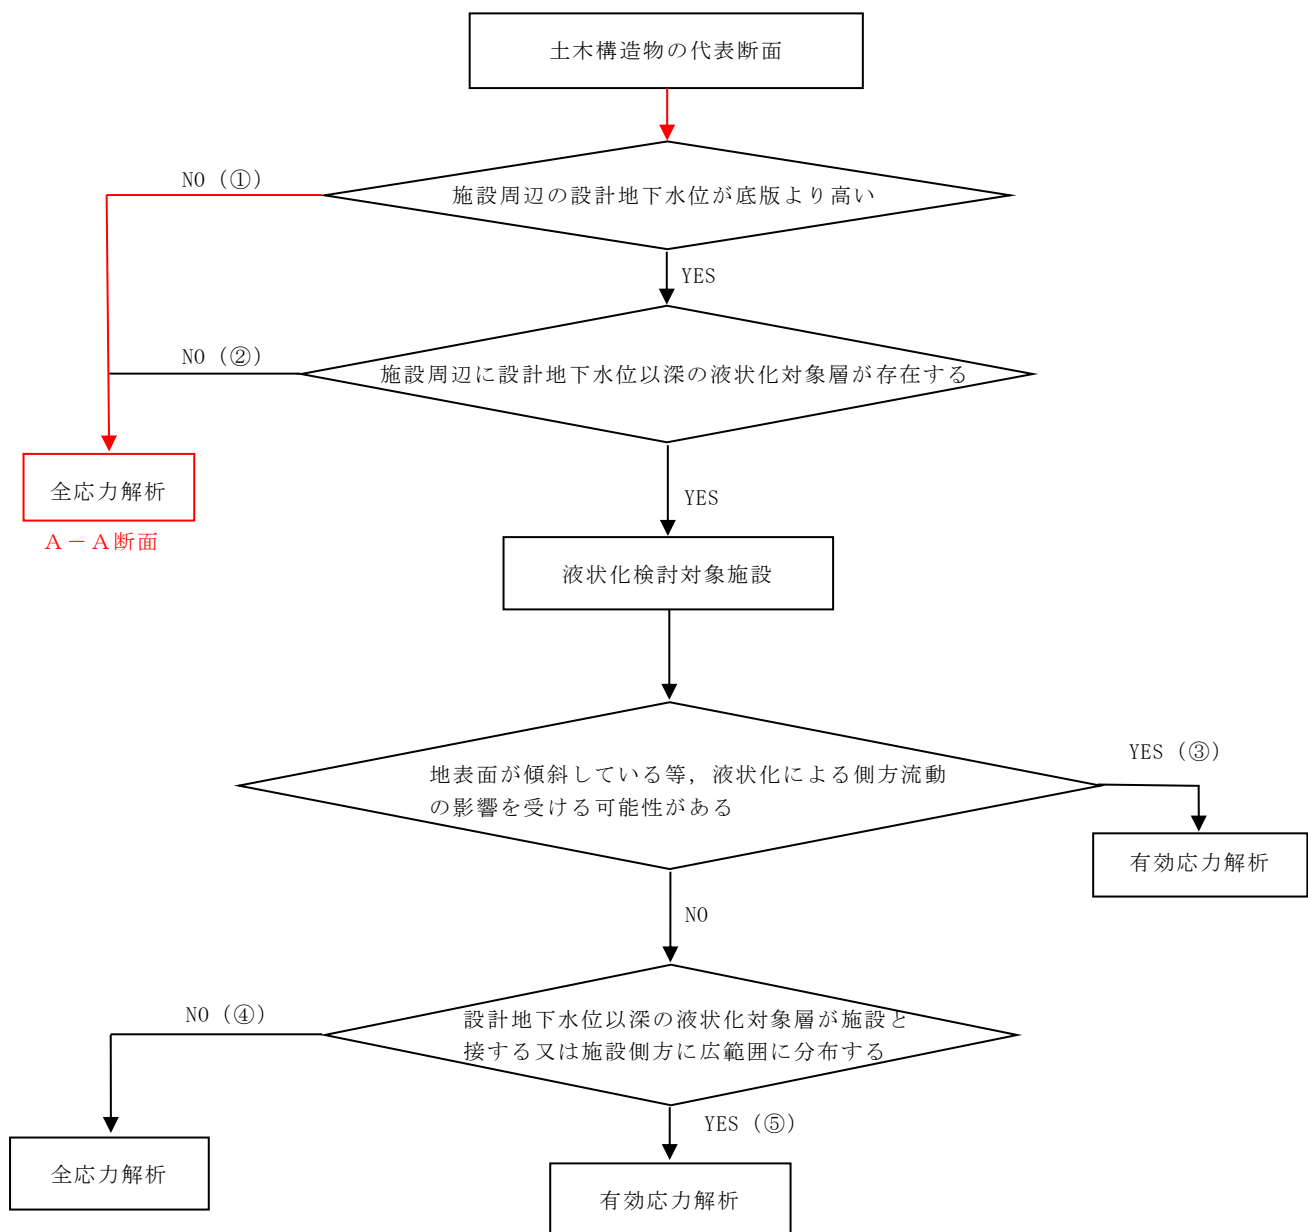 土木構造物の代表断面
NO (①)
施設周辺の設計地下水位が底版より高い
YES
NO (②)
施設周辺に設計地下水位以深の液状化対象層が存在する
全応力解析
A－A断面
YES
液状化検討対象施設
地表面が傾斜している等，液状化による側方流動
の影響を受ける可能性がある
YES (③)
有効応力解析
NO
NO (④)
設計地下水位以深の液状化対象層が施設と
接する又は施設側方に広範囲に分布する
YES (⑤)
全応力解析
有効応力解析